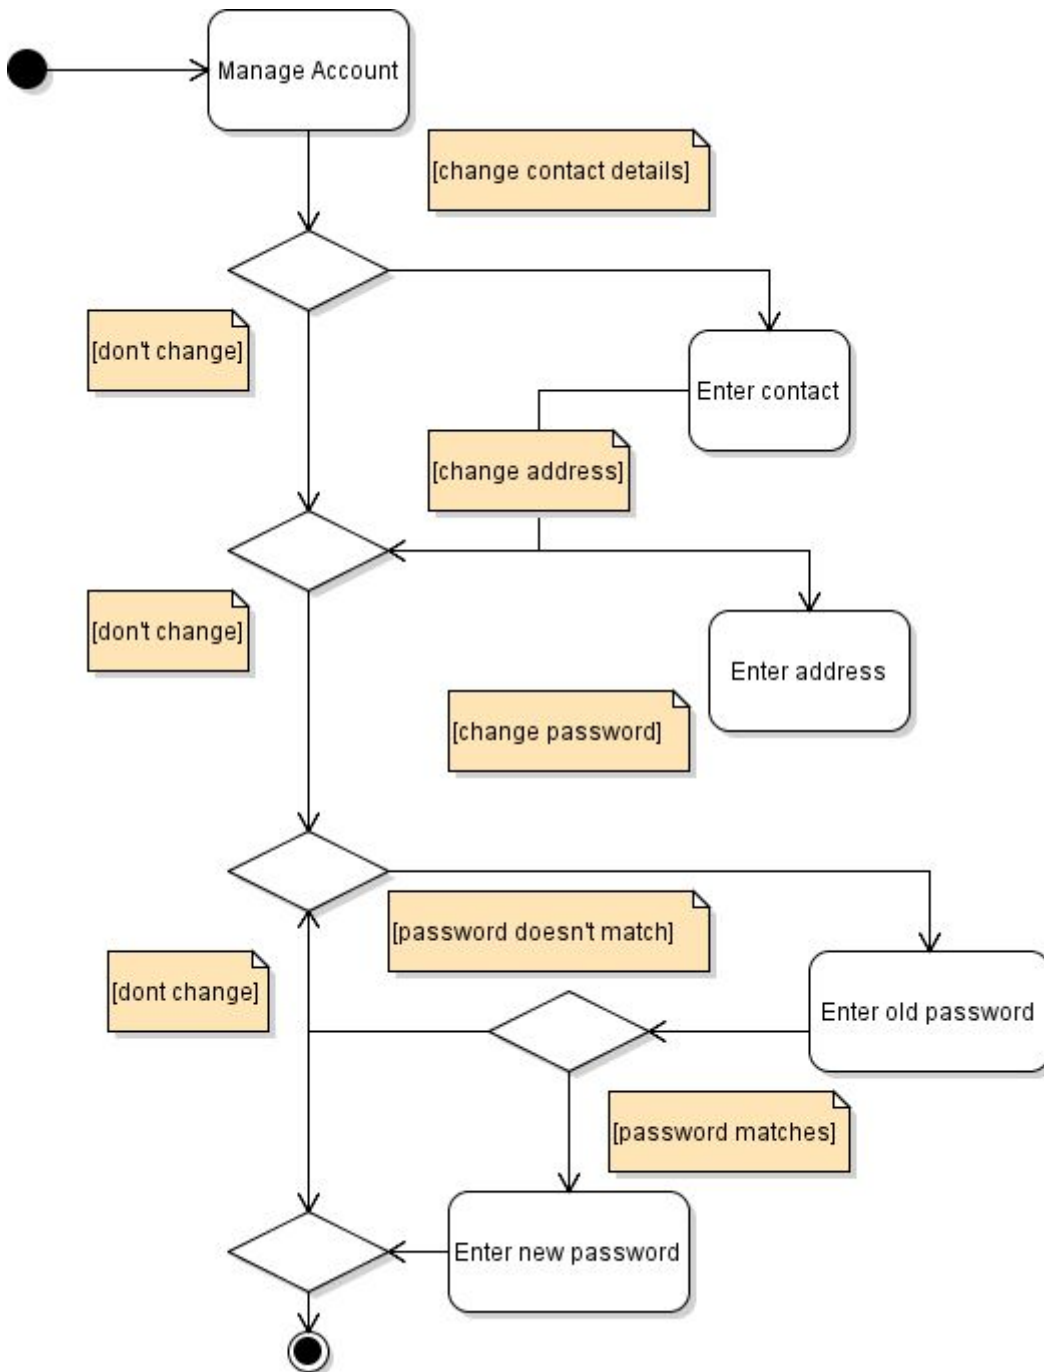 Manage Account
[change contact details]
[don't change]
Enter contact
[change address]
[don't change]
Enter address
[change password]
[password doesn't match]
[dont change]
Enter old password
[password matches]
Enter new password